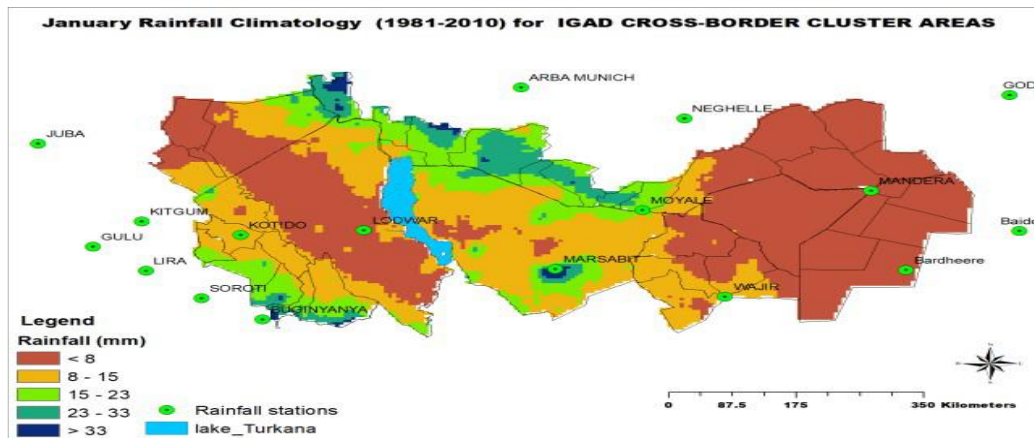 January Rainfall Climatology (1981-2010) for IGAD CROSS-BORDER CLUSTER AREAS
ARBA MUNICH
GOD
NEGHELLE
JUBA
MANDERA
MOYALE
KITGUM
LODWAR
KOTIDO
Baido
GULU
LIRA
MARSABIT
Bardheere
SOROTI
WAJIR
BUGINYANYA
Legend
Rainfall (mm)
< 8
8 - 15
15 - 23
23 - 33
> 33
Rainfall stations
lake_Turkana
0 87.5 175 350 Kilometers